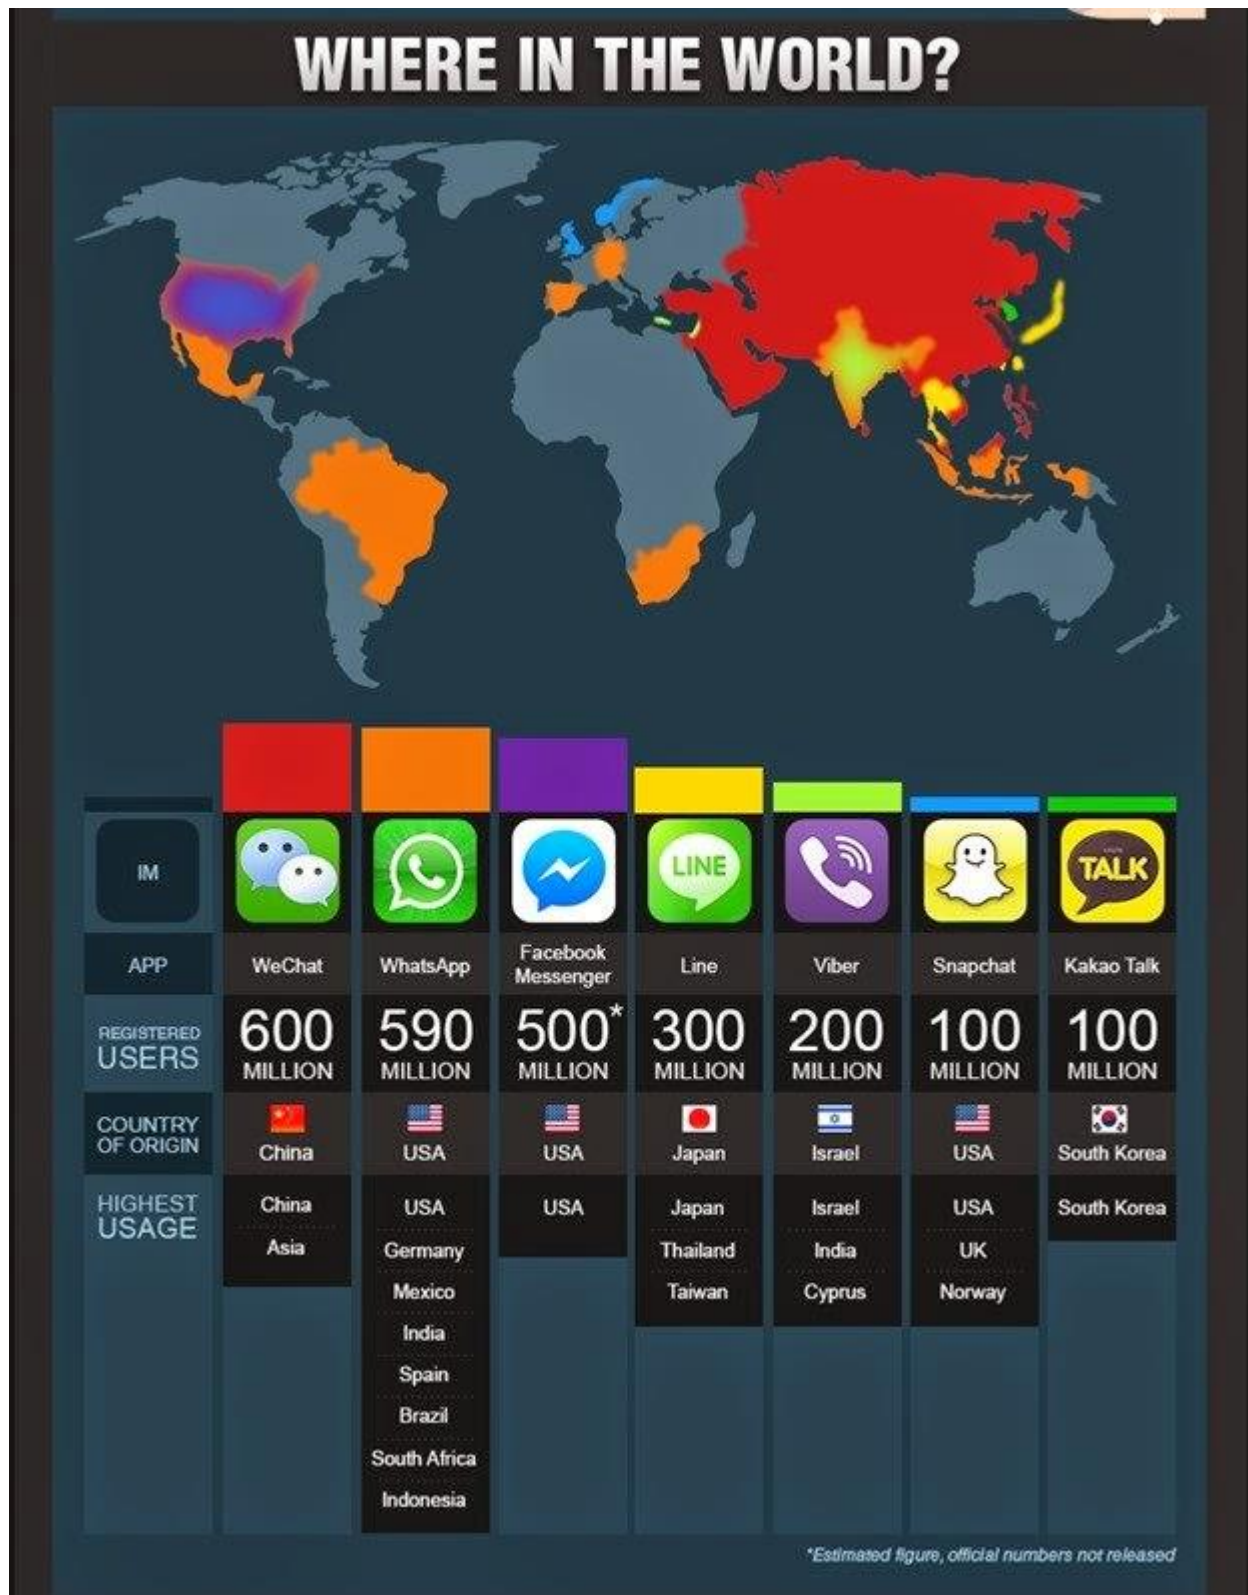 WHERE IN THE WORLD?
IM
LINE
TALK
APP
WeChat
WhatsApp
Facebook
Messenger
Line
Viber
Snapchat
Kakao Talk
REGISTERED
USERS
600
MILLION
590
MILLION
500*
MILLION
300
MILLION
200
MILLION
100
MILLION
100
MILLION
COUNTRY
OF ORIGIN
China
USA
USA
Japan
Israel
USA
South Korea
HIGHEST
USAGE
China
Asia
USA
Germany
Mexico
India
Spain
Brazil
South Africa
Indonesia
USA
Japan
Thailand
Taiwan
Israel
India
Cyprus
USA
UK
Norway
South Korea
*Estimated figure, official numbers not released